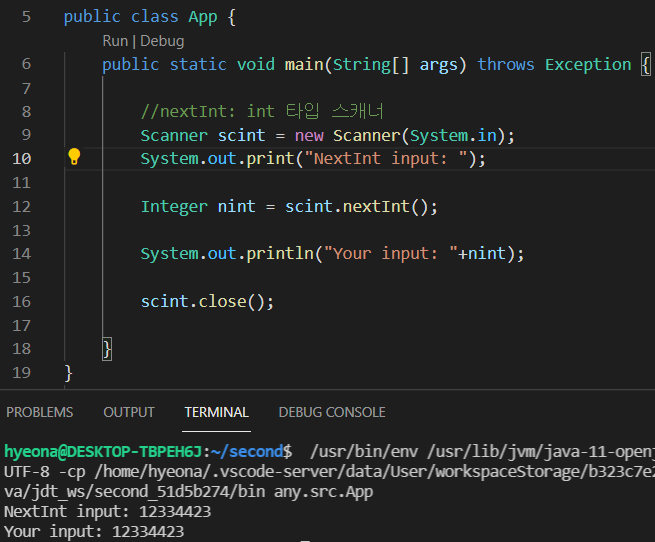 5 public class App {
Run | Debug
6 public static void main(String[] args) throws Exception {
7
8 //nextInt: int 타입 스캐너
9 Scanner scint = new Scanner(System.in);
10 System.out.print("NextInt input: ");
11
12 Integer nint = scint.nextInt();
13
14 System.out.println("Your input: "+nint);
15
16 scint.close();
17
18 }
19 }
PROBLEMS OUTPUT TERMINAL DEBUG CONSOLE
hyeona@DESKTOP-TBPEH6J:~/second$ /usr/bin/env /usr/lib/jvm/java-11-openj
UTF-8 -cp /home/hyeona/.vscode-server/data/User/workspaceStorage/b323c7e2
va/jdt_ws/second_51d5b274/bin any.src.App
NextInt input: 12334423
Your input: 12334423